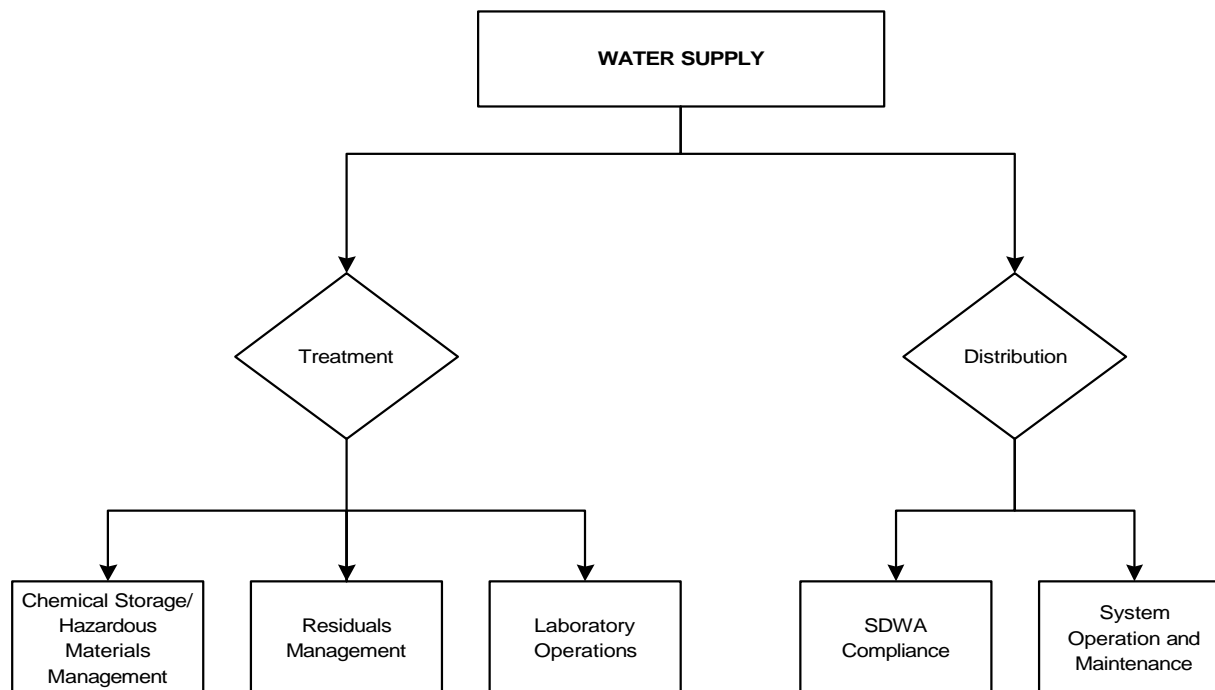 WATER SUPPLY
Treatment
Distribution
Chemical Storage/
Hazardous
Materials
Management
Residuals
Management
Laboratory
Operations
SDWA
Compliance
System
Operation and
Maintenance